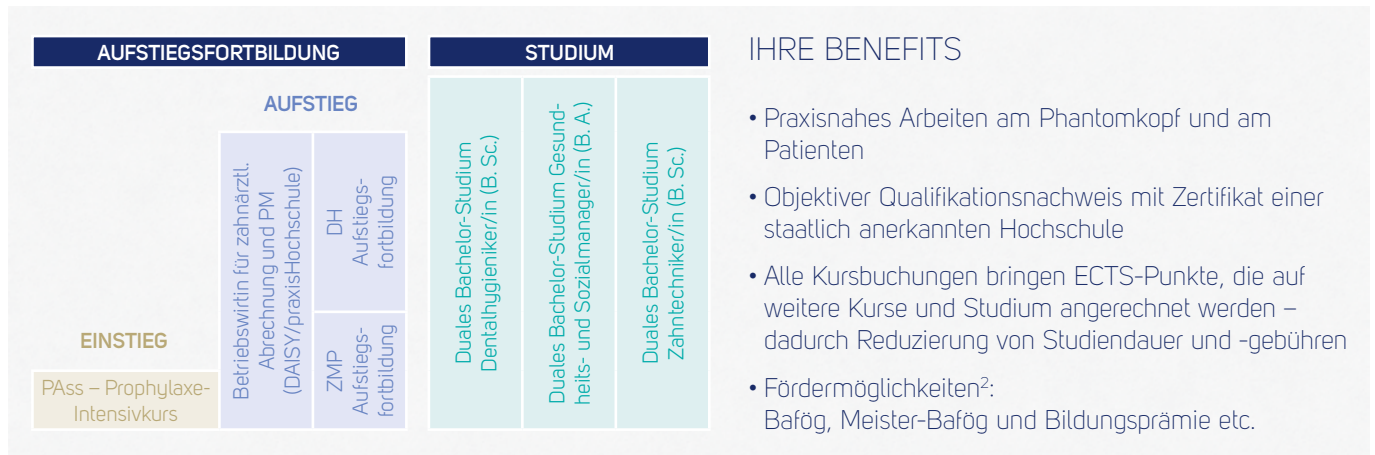 AUFSTIEGSFORTBILDUNG
AUFSTIEG
EINSTIEG
PAss – Prophylaxe-
Intensivkurs
Betriebswirtin für zahnärztl.
Abrechnung und PM
(DAISY/praxisHochschule)
DH
Aufstiegs-
fortbildung
ZMP
Aufstiegs-
fortbildung
STUDIUM
Duales Bachelor-Studium
Dentalhygieniker/in (B. Sc.)
Duales Bachelor-Studium Gesund-
heits- und Sozialmanager/in (B. A.)
Duales Bachelor-Studium
Zahntechniker/in (B. Sc.)
IHRE BENEFITS
• Praxisnahes Arbeiten am Phantomkopf und am
Patienten
• Objektiver Qualifikationsnachweis mit Zertifikat einer
staatlich anerkannten Hochschule
• Alle Kursbuchungen bringen ECTS-Punkte, die auf
weitere Kurse und Studium angerechnet werden –
dadurch Reduzierung von Studiendauer und -gebühren
• Fördermöglichkeiten²:
Bafög, Meister-Bafög und Bildungsprämie etc.